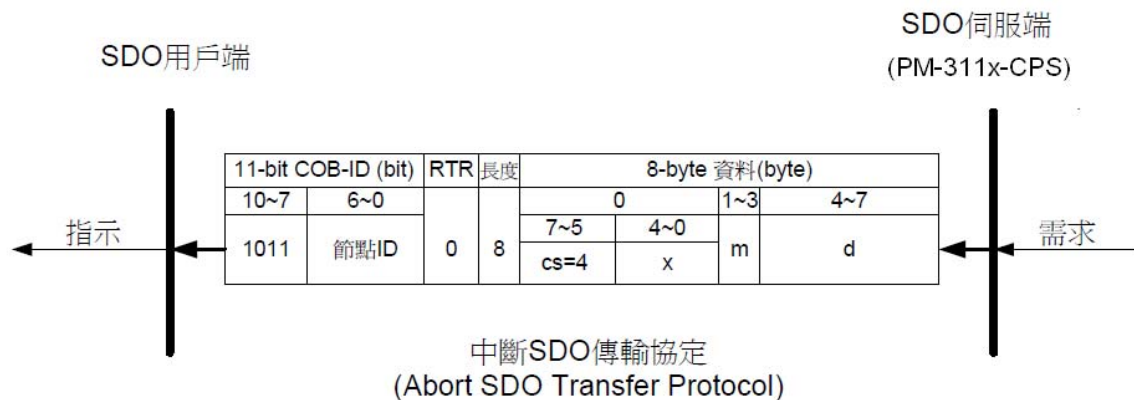 SDO用戶端
SDO伺服端
(PM-311x-CPS)
11-bit COB-ID (bit) RTR 長度 8-byte 資料(byte)
10~7 6~0 0 1~3 4~7
7~5 4~0
指示 1011 節點ID 0 8 cs=4 x m d 需求
中斷SDO傳輸協定
(Abort SDO Transfer Protocol)